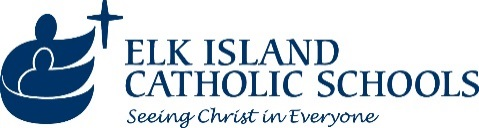 ELK ISLAND
CATHOLIC SCHOOLS
Seeing Christ in Everyone